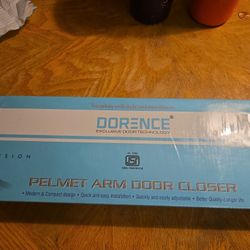 DORENCE
EXCLUSIVE DOOR TECHNOLOGY
PELMET ARM DOOR CLOSER
• Modern & Compact design • Quick and easy installation • Quickly and easily adjustable • Better Quality-Longer life